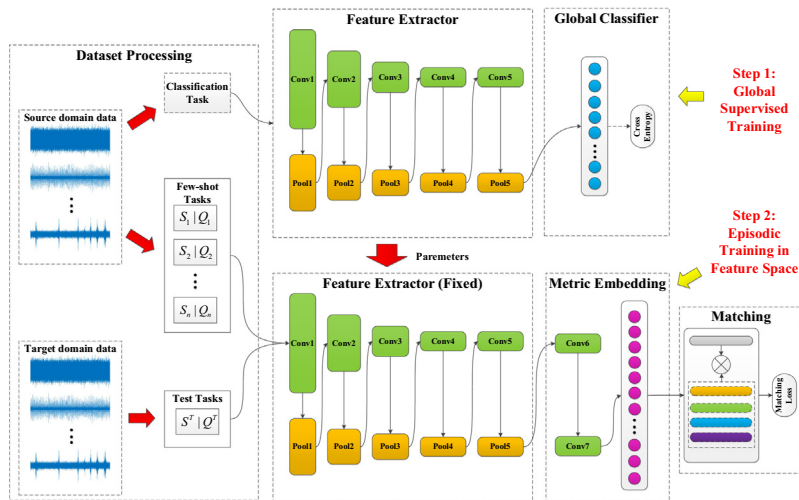 Feature Extractor
Global Classifier
Dataset Processing
Classification
Task
Conv1
Conv2
Conv3
Conv4
Conv5
Pool1
Pool2
Pool3
Pool4
Pool5
Cross
Entropy
Step 1:
Global
Supervised
Training
Source domain data
Few-shot
Tasks
S1 | Q1
S2 | Q2
Sn | Qn
Paremeters
Step 2:
Episodic
Training in
Feature Space
Feature Extractor (Fixed)
Metric Embedding
Matching
Target domain data
Test Tasks
S^T | Q^T
Conv1
Conv2
Conv3
Conv4
Conv5
Pool1
Pool2
Pool3
Pool4
Pool5
Conv6
Conv7
Matching
Loss